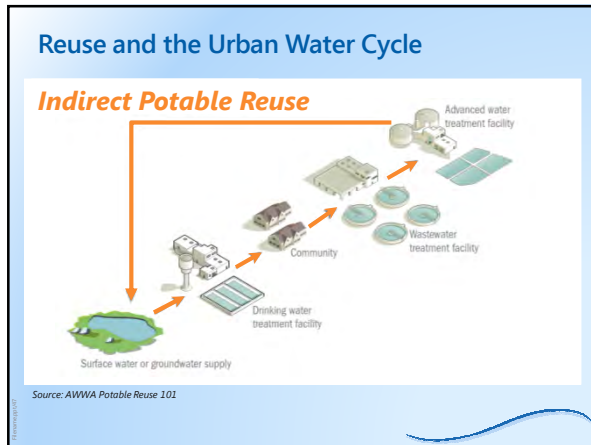 Reuse and the Urban Water Cycle
Indirect Potable Reuse
Advanced water
treatment facility
Wastewater
treatment facility
Community
Drinking water
treatment facility
Surface water or groundwater supply
Source: AWWA Potable Reuse 101